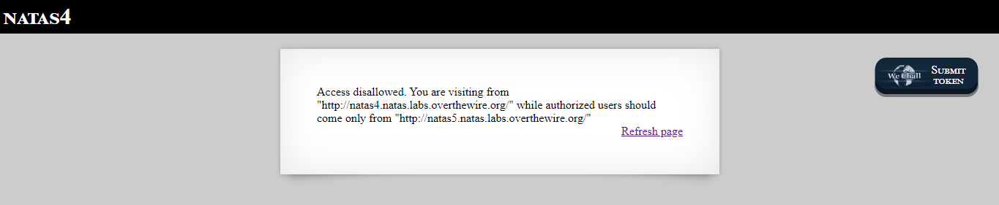 NATAS4
Access disallowed. You are visiting from
"http://natas4.natas.labs.overthewire.org/" while authorized users should
come only from "http://natas5.natas.labs.overthewire.org/"
Refresh page
We Chall
SUBMIT
TOKEN